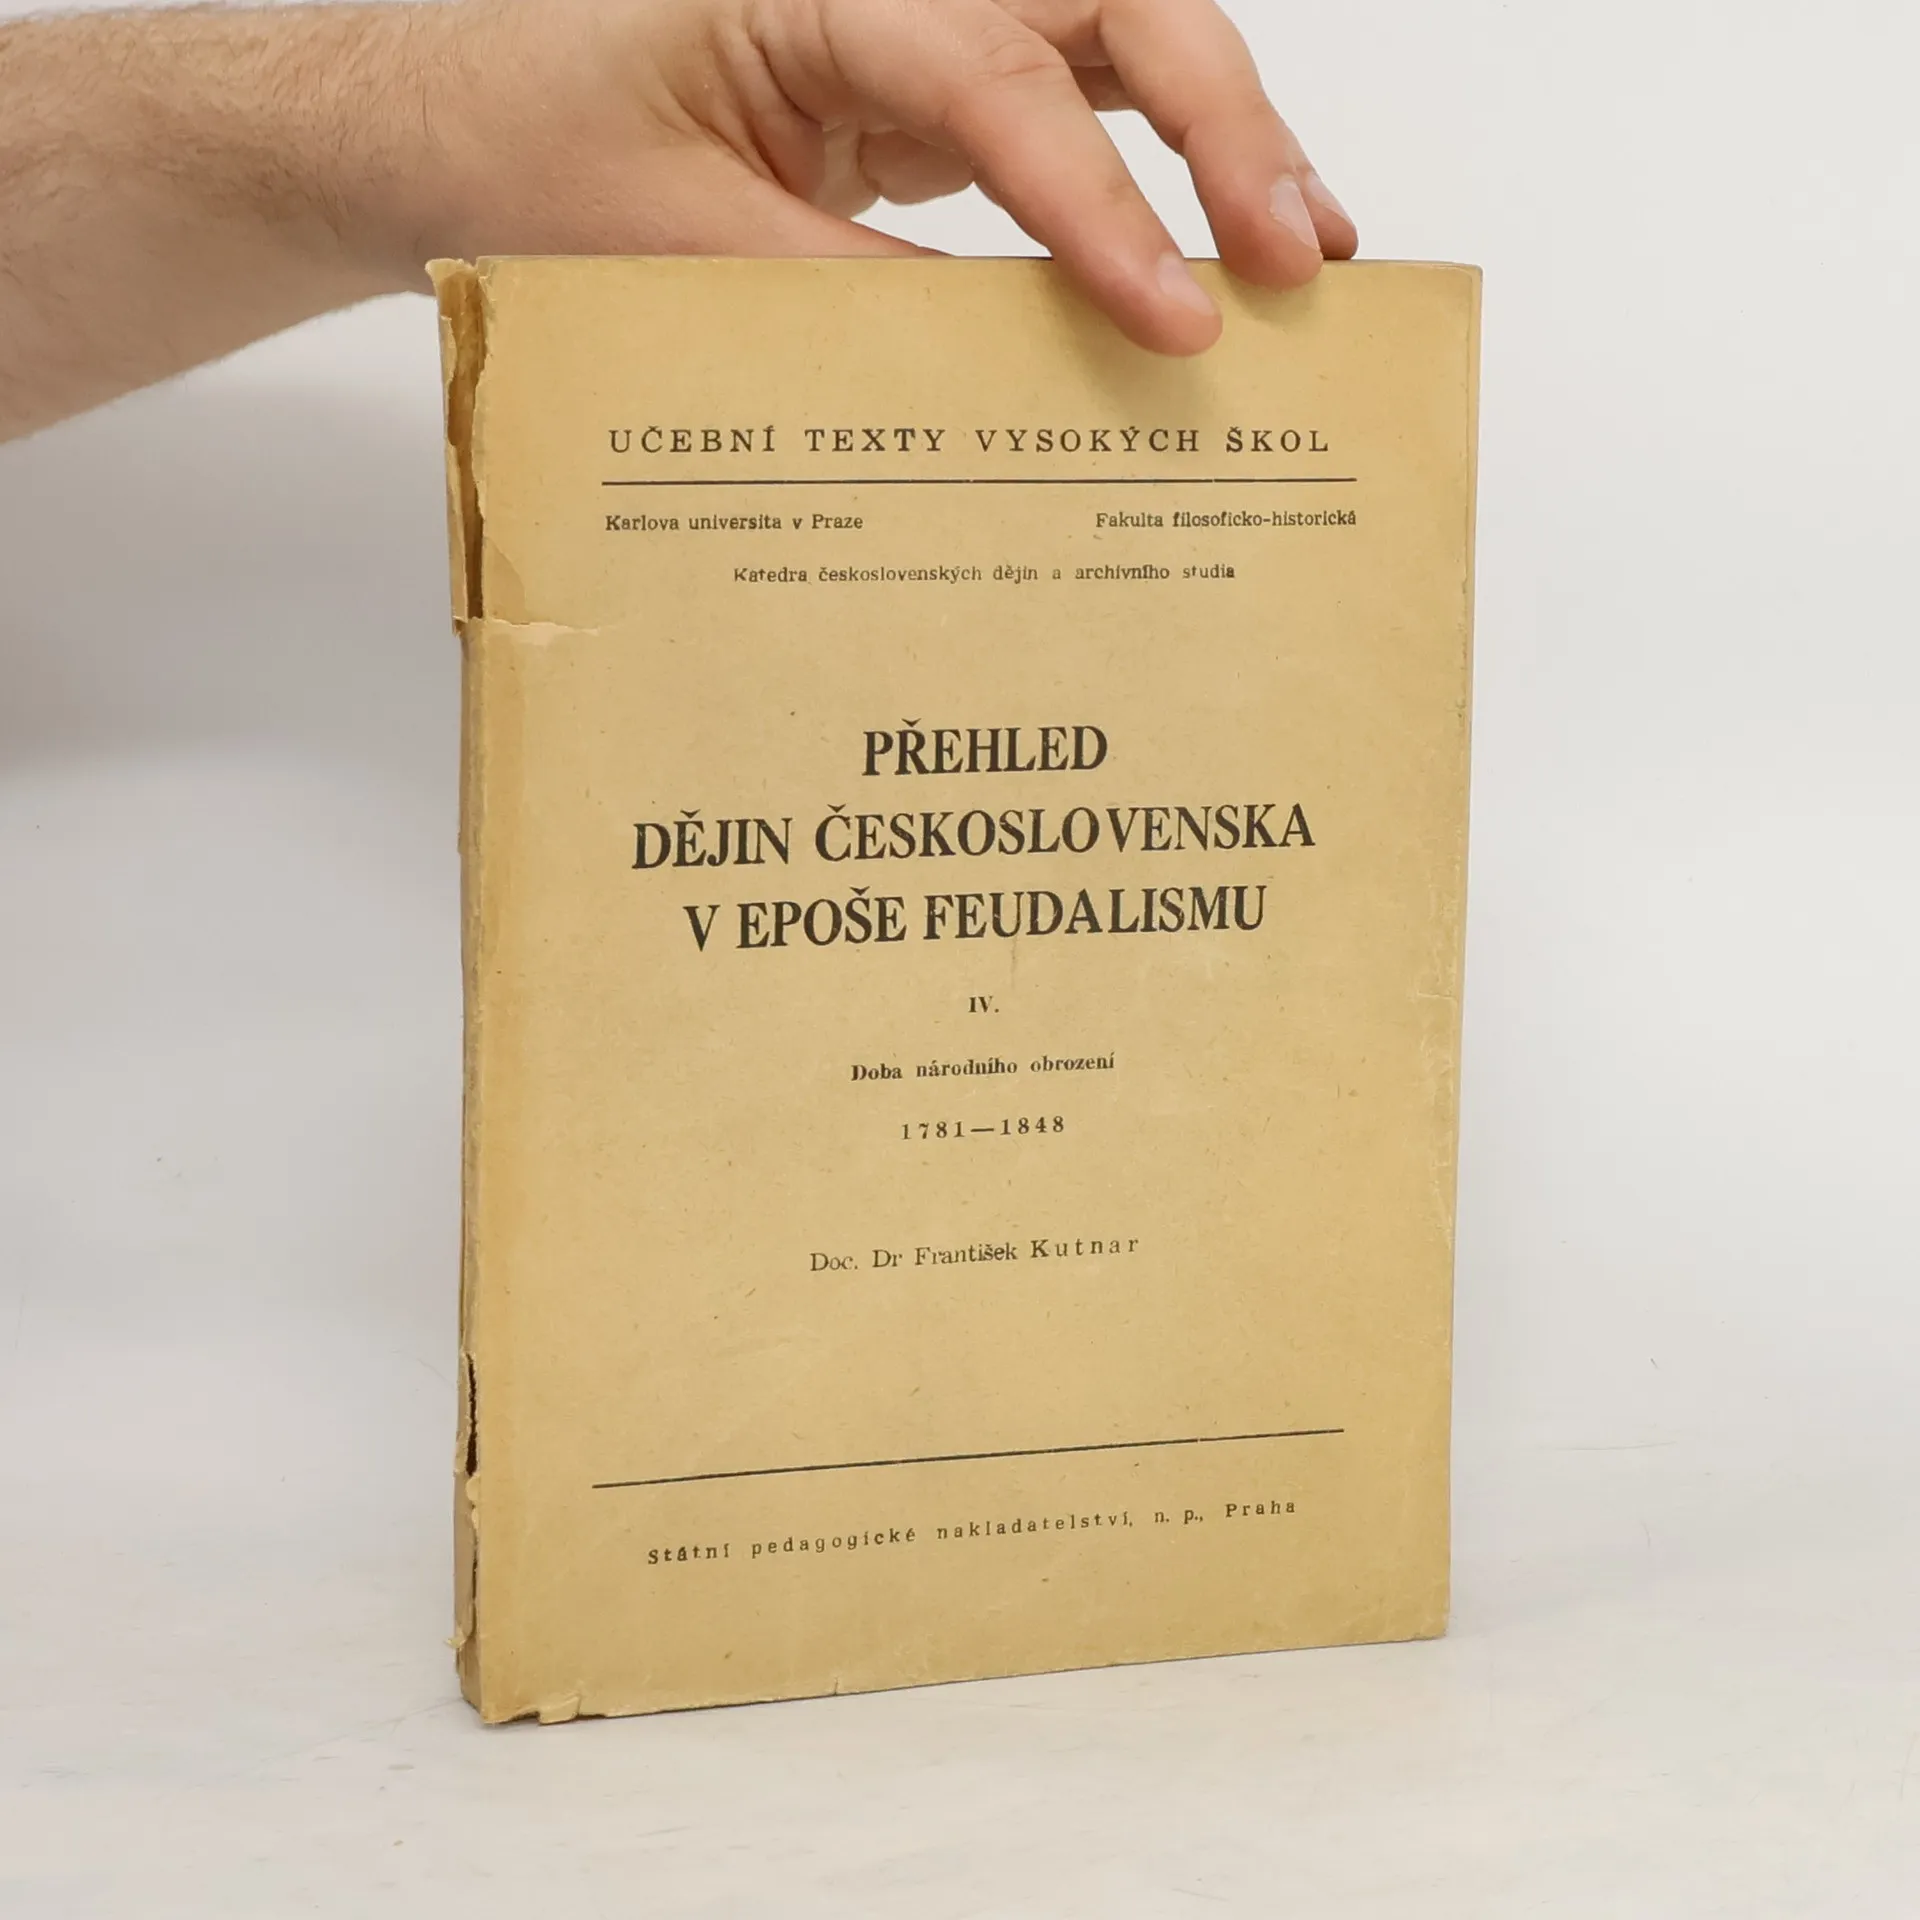 UČEBNÍ TEXTY VYSOKÝCH ŠKOL
Karlova universita v Praze Fakulta filosoficko-historická
Katedra československých dějin a archivního studia
PŘEHLED
DĚJIN ČESKOSLOVENSKA
V EPOŠE FEUDALISMU
IV.
Doba národního obrození
1781—1848
Doc. Dr František Kutnar
Státní pedagogické nakladatelství, n. p., Praha